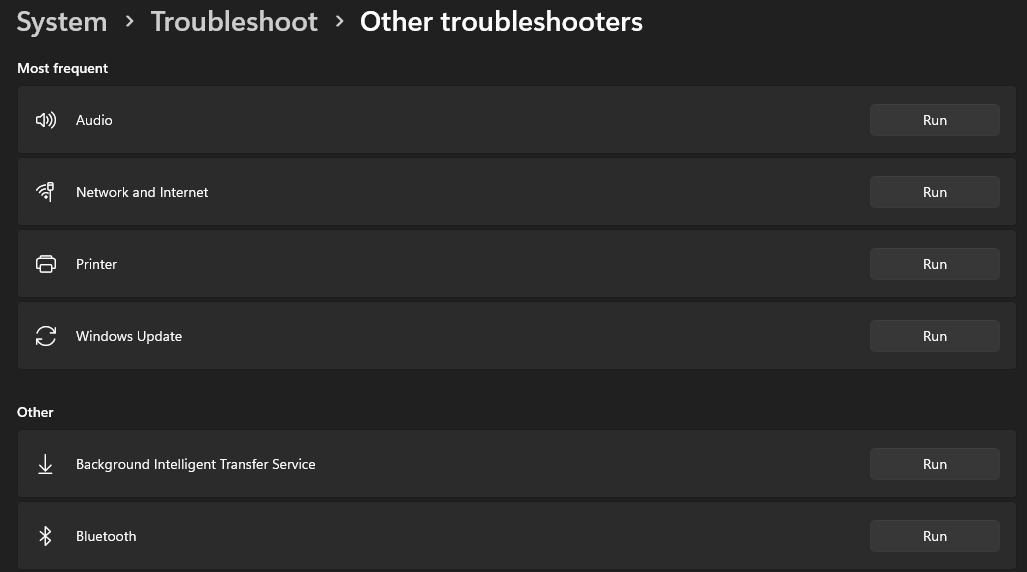 System > Troubleshoot > Other troubleshooters
Most frequent
Audio Run
Network and Internet Run
Printer Run
Windows Update Run
Other
Background Intelligent Transfer Service Run
Bluetooth Run